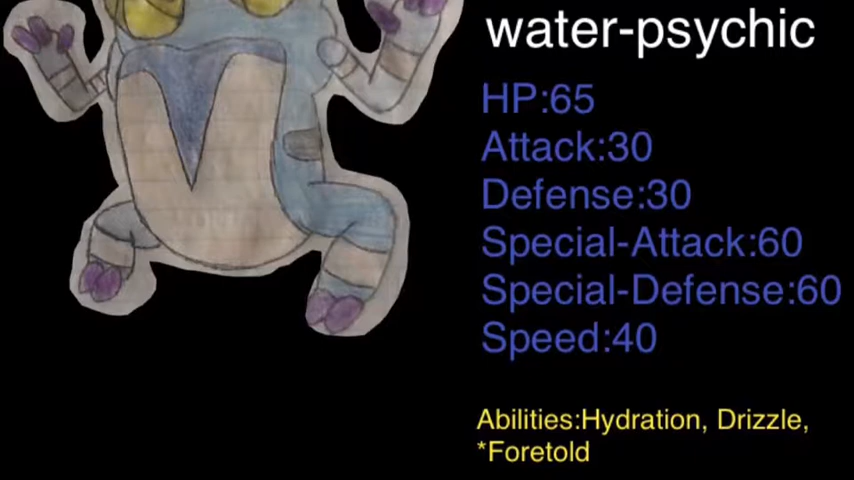 water-psychic
HP:65
Attack:30
Defense:30
Special-Attack:60
Special-Defense:60
Speed:40
Abilities:Hydration, Drizzle,
*Foretold